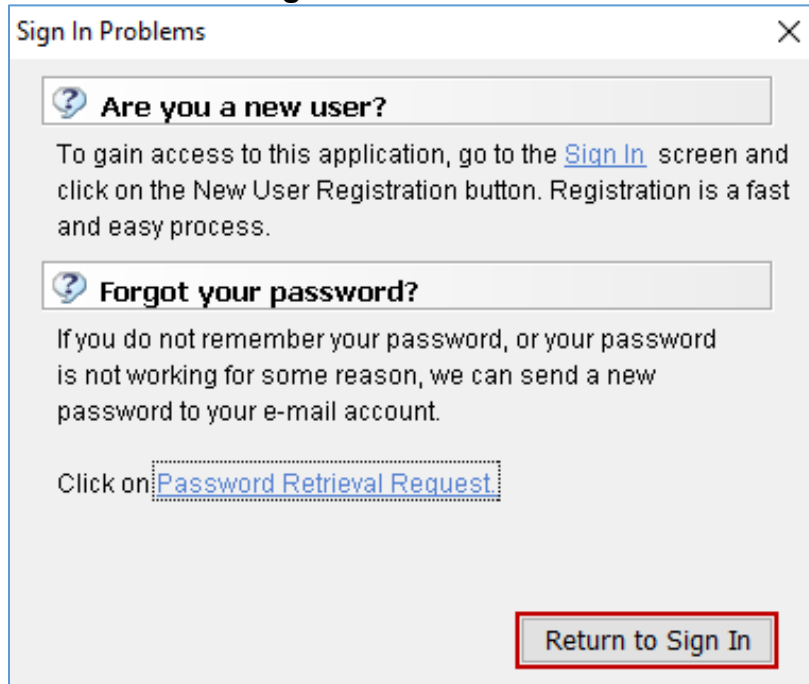 Sign In Problems
Are you a new user?
To gain access to this application, go to the Sign In screen and
click on the New User Registration button. Registration is a fast
and easy process.
Forgot your password?
If you do not remember your password, or your password
is not working for some reason, we can send a new
password to your e-mail account.
Click on Password Retrieval Request.
Return to Sign In